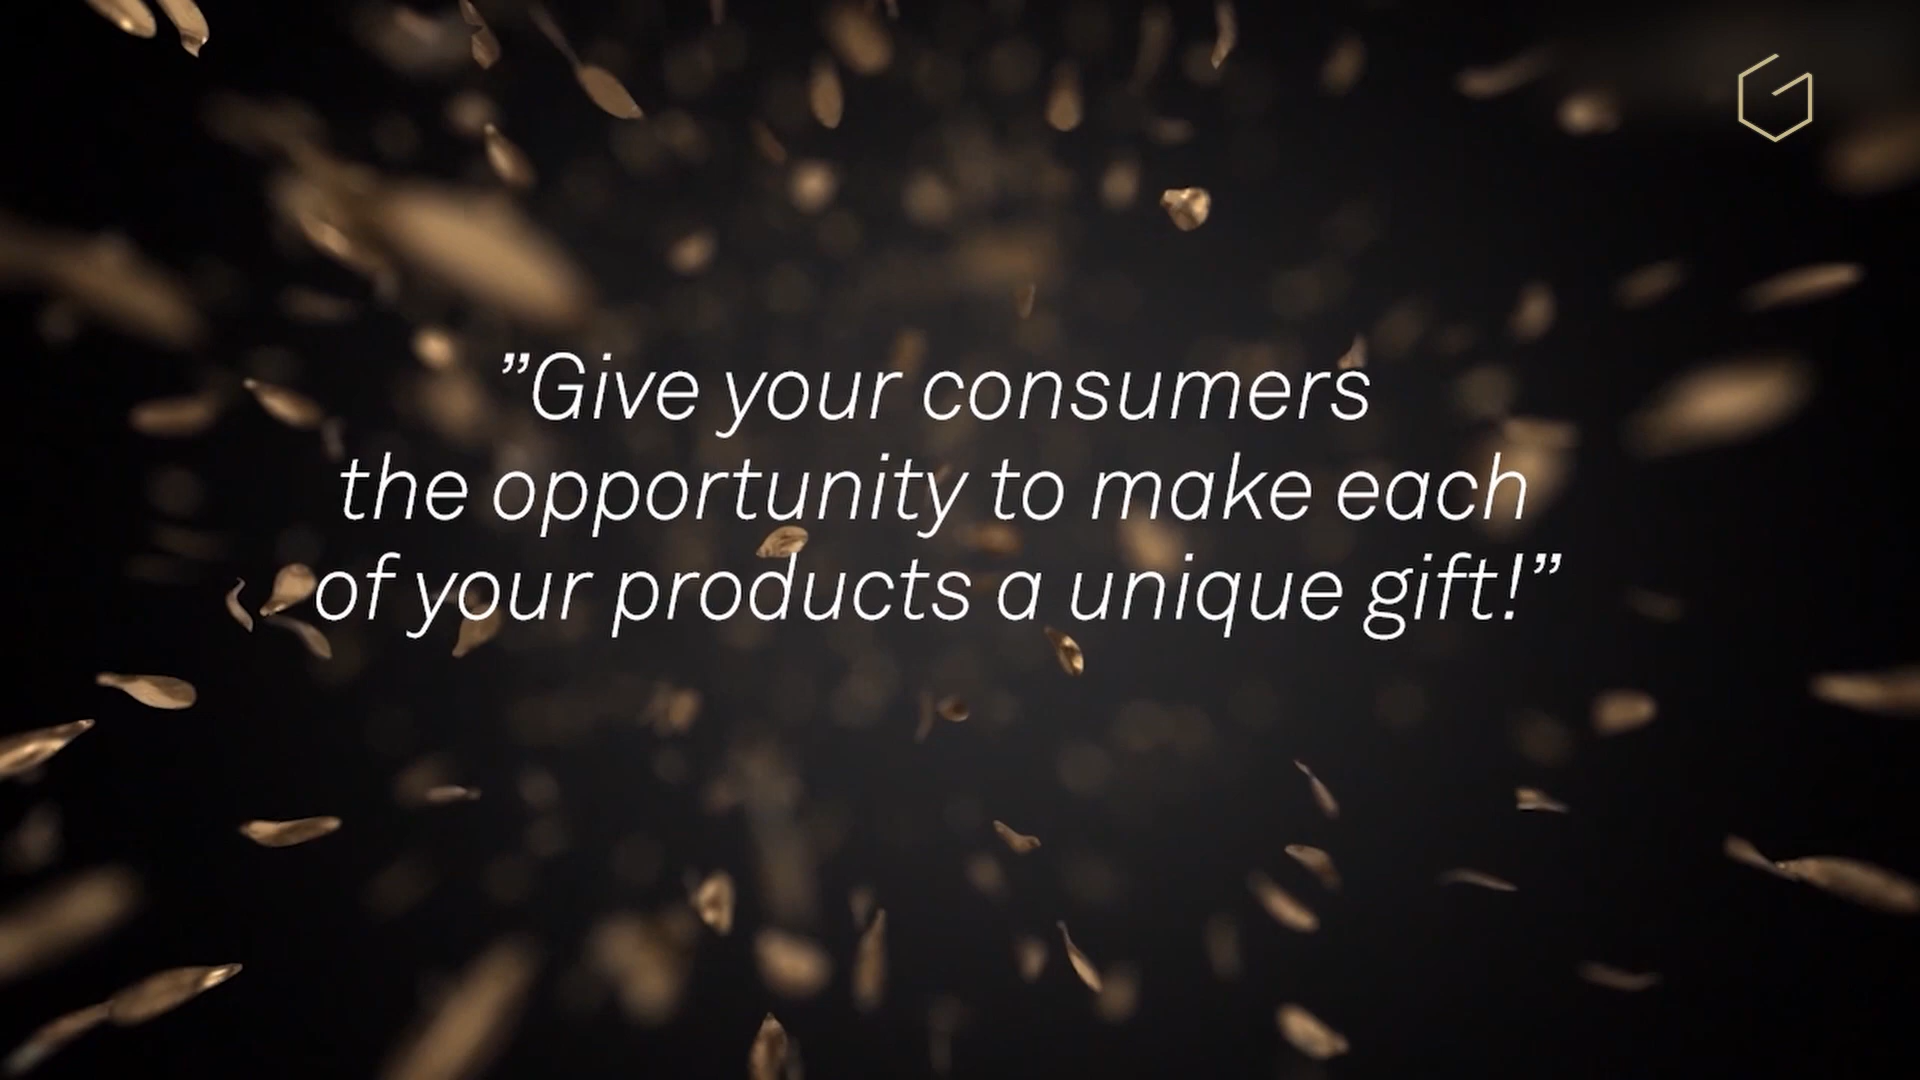 ”Give your consumers
the opportunity to make each
of your products a unique gift!”